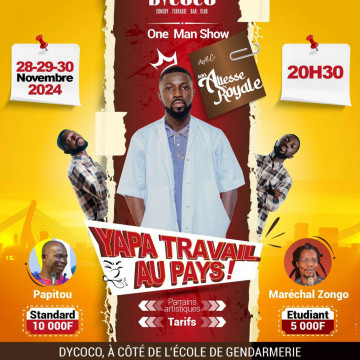 DYCOCO
COMEDY . TERRASSE . BAR . CLUB
One Man Show
28-29-30
Novembre
2024
Avec
Son
Altesse
Royale
20H30
YAPA TRAVAIL
AU PAYS !
Papitou
Parrains
artistiques
Maréchal Zongo
Standard
10 000F
Tarifs
Etudiant
5 000F
DYCOCO, À CÔTÉ DE L'ÉCOLE DE GENDARMERIE